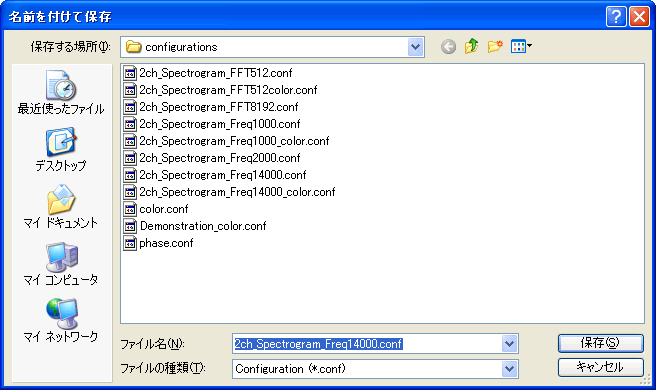 名前を付けて保存
保存する場所(I):
configurations
最近使ったファイル
デスクトップ
マイ ドキュメント
マイ コンピュータ
マイ ネットワーク
2ch_Spectrogram_FFT512.conf
2ch_Spectrogram_FFT512color.conf
2ch_Spectrogram_FFT8192.conf
2ch_Spectrogram_Freq1000.conf
2ch_Spectrogram_Freq1000_color.conf
2ch_Spectrogram_Freq2000.conf
2ch_Spectrogram_Freq14000.conf
2ch_Spectrogram_Freq14000_color.conf
color.conf
Demonstration_color.conf
phase.conf
ファイル名(N):
2ch_Spectrogram_Freq14000.conf
保存(S)
ファイルの種類(T):
Configuration (*.conf)
キャンセル